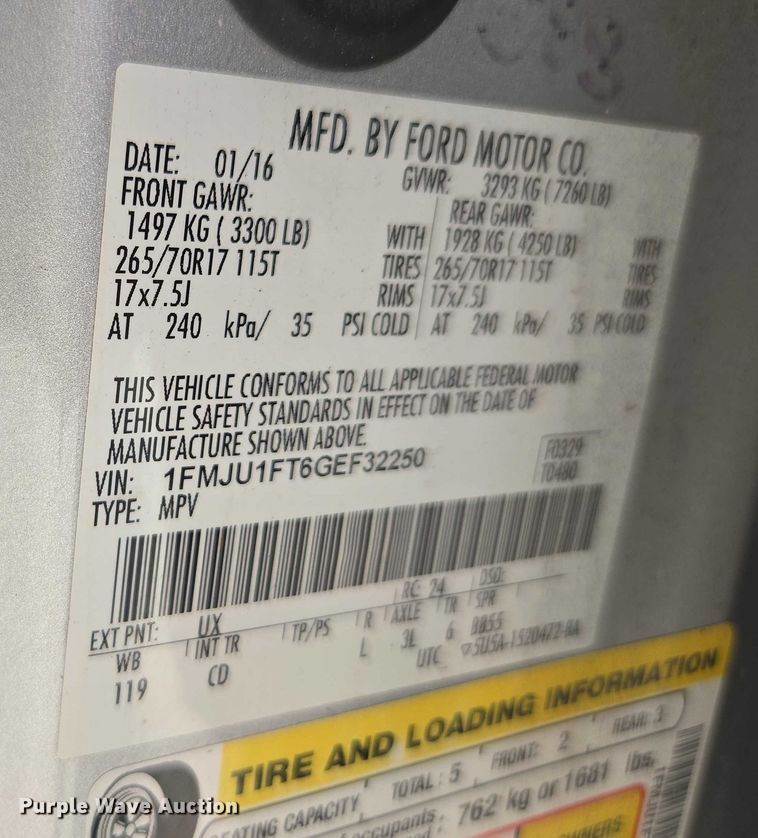 MFD. BY FORD MOTOR CO.
DATE: 01/16 GVWR: 3293 KG ( 7260 LB)
FRONT GAWR: REAR GAWR:
1497 KG ( 3300 LB) WITH 1928 KG ( 4250 LB) WITH
265/70R17 115T TIRES 265/70R17 115T TIRES
17x7.5J RIMS 17x7.5J RIMS
AT 240 kPa/ 35 PSI COLD AT 240 kPa/ 35 PSI COLD
THIS VEHICLE CONFORMS TO ALL APPLICABLE FEDERAL MOTOR
VEHICLE SAFETY STANDARDS IN EFFECT ON THE DATE OF
MANUFACTURE SHOWN ABOVE.
VIN: 1FMJU1FT6GEF32250 F0329
TYPE: MPV T0480
RC: 24 DSO:
EXT PNT: UX
WB INT TR TP/PS R AXLE TR SPR
119 CD L 3L 6
UTC
TIRE AND LOADING INFORMATION
SEATING CAPACITY TOTAL: 5 FRONT: 2 REAR: 3
occupants: 762 kg or 1681 lbs.
Purple Wave Auction